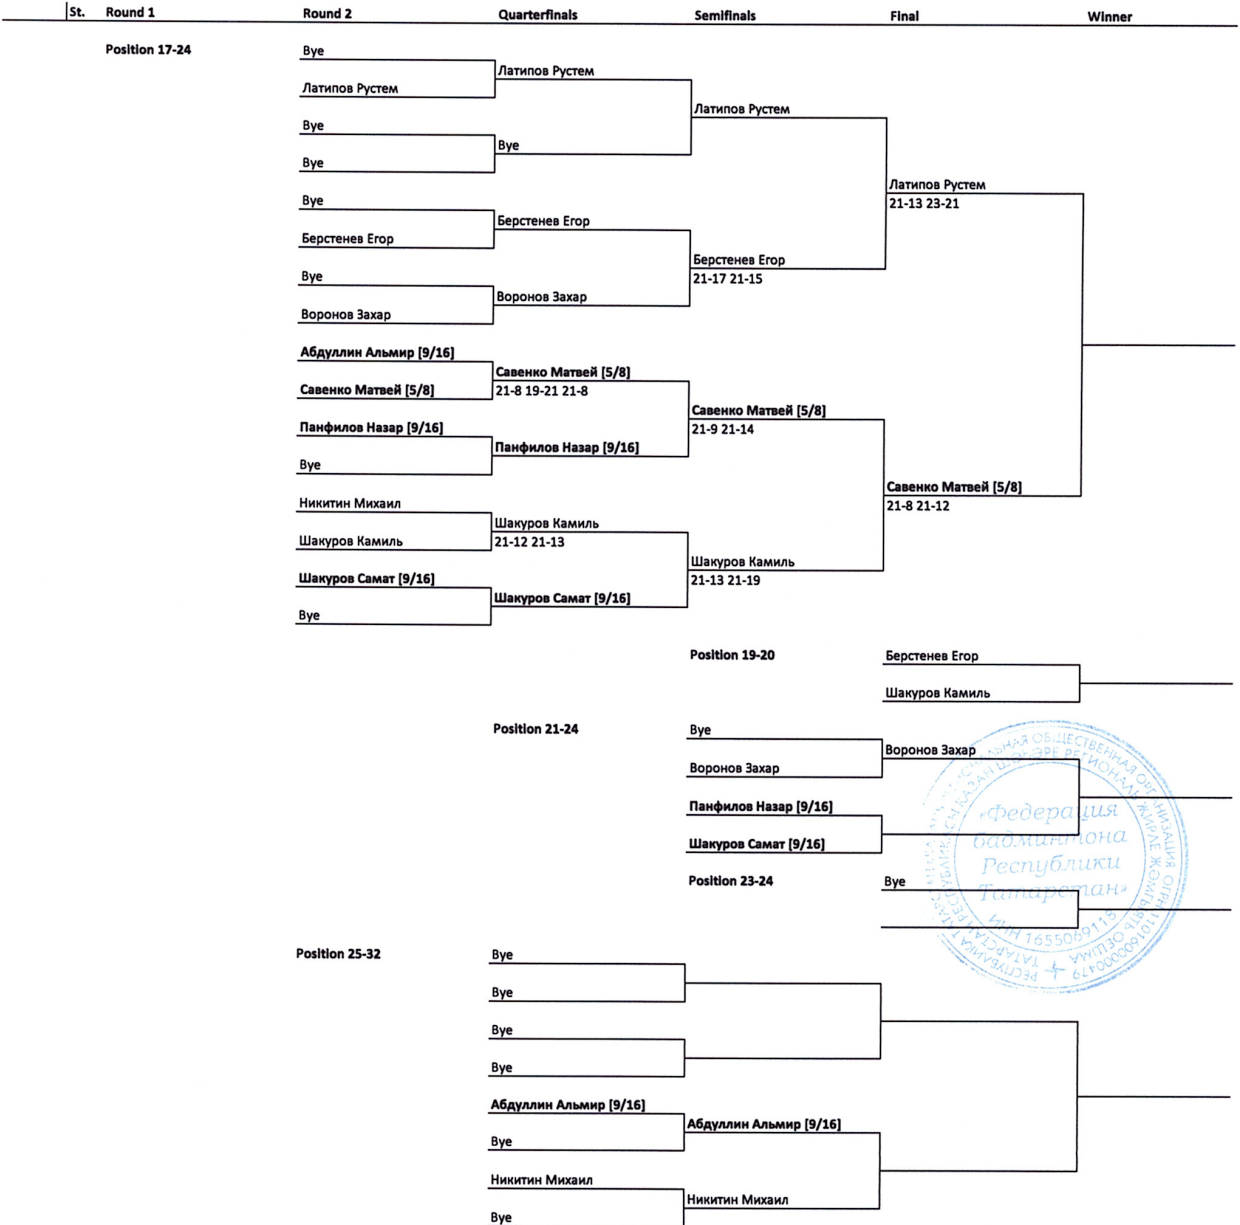 St. Round 1 Round 2 Quarterfinals Semifinals Final Winner
Position 17-24
Bye
Латипов Рустем
Латипов Рустем
Латипов Рустем
Bye
Bye
Bye
Латипов Рустем
21-13 23-21
Bye
Берстенев Егор
Берстенев Егор
Берстенев Егор
21-17 21-15
Bye
Воронов Захар
Воронов Захар
Абдуллин Альмир [9/16]
Савенко Матвей [5/8]
Савенко Матвей [5/8]
21-8 19-21 21-8
Савенко Матвей [5/8]
21-9 21-14
Панфилов Назар [9/16]
Панфилов Назар [9/16]
Bye
Савенко Матвей [5/8]
21-8 21-12
Никитин Михаил
Шакуров Камиль
Шакуров Камиль
21-12 21-13
Шакуров Камиль
21-13 21-19
Шакуров Самат [9/16]
Шакуров Самат [9/16]
Bye
Position 19-20
Берстенев Егор
Шакуров Камиль
Position 21-24
Bye
Воронов Захар
Воронов Захар
Панфилов Назар [9/16]
Шакуров Самат [9/16]
«Федерация
бадминтона
Республики
Татарстан»
ИНН 1655069118
Position 23-24
Bye
Position 25-32
Bye
Bye
Bye
Bye
Абдуллин Альмир [9/16]
Абдуллин Альмир [9/16]
Bye
Никитин Михаил
Никитин Михаил
Bye